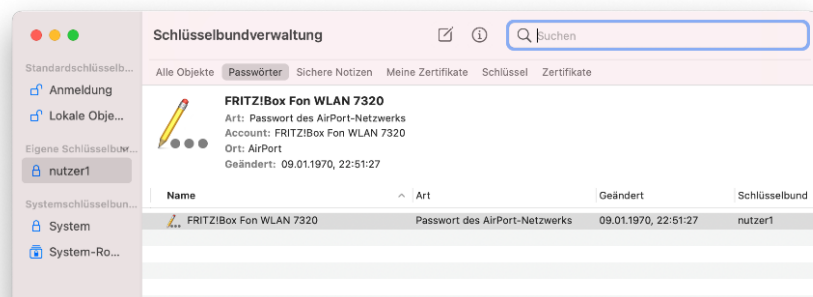 Schlüsselbundverwaltung
Suchen
Standardschlüsselb...
Anmeldung
Lokale Obje...
Eigene Schlüsselbun...
nutzer1
Systemschlüsselbun...
System
System-Ro...
Alle Objekte Passwörter Sichere Notizen Meine Zertifikate Schlüssel Zertifikate
FRITZ!Box Fon WLAN 7320
Art: Passwort des AirPort-Netzwerks
Account: FRITZ!Box Fon WLAN 7320
Ort: AirPort
Geändert: 09.01.1970, 22:51:27
Name Art Geändert Schlüsselbund
FRITZ!Box Fon WLAN 7320 Passwort des AirPort-Netzwerks 09.01.1970, 22:51:27 nutzer1